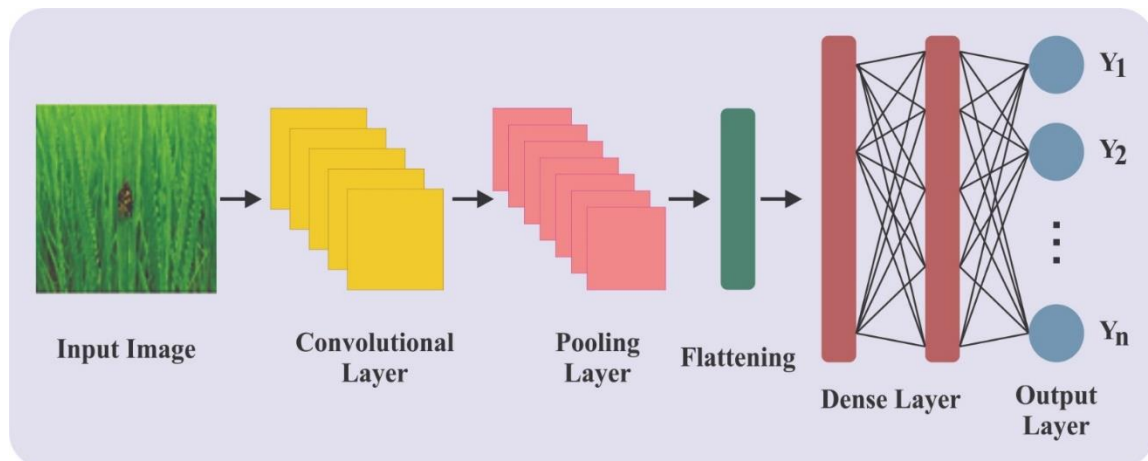 Input Image
Convolutional
Layer
Pooling
Layer
Flattening
Dense Layer
Output
Layer
Y1
Y2
Yn